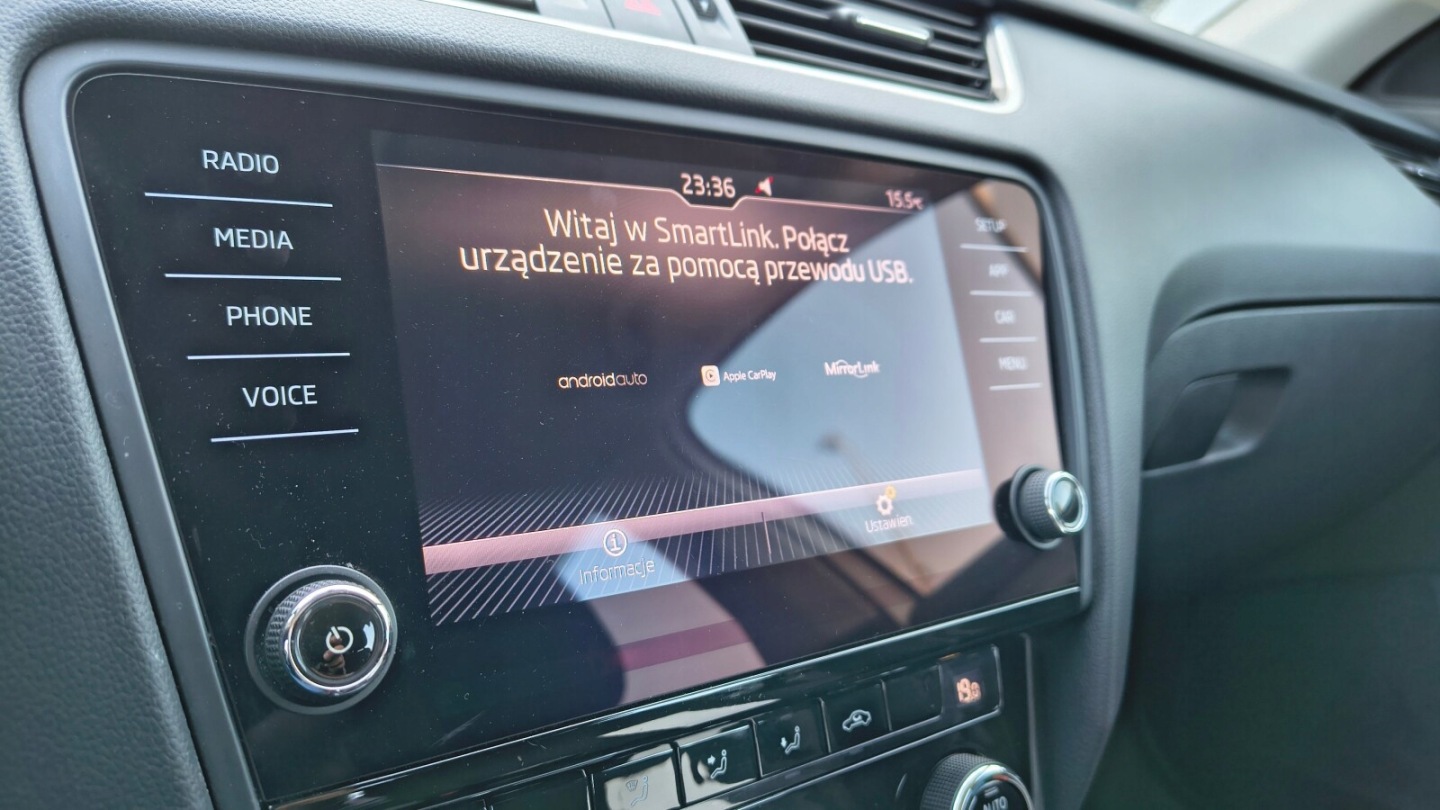 RADIO
MEDIA
PHONE
VOICE
23:36
15.5°C
Witaj w SmartLink. Połącz
urządzenie za pomocą przewodu USB.
androidauto
Apple CarPlay
MirrorLink
Informacje
Ustawien.
SETUP
APP
CAR
MENU
AUTO